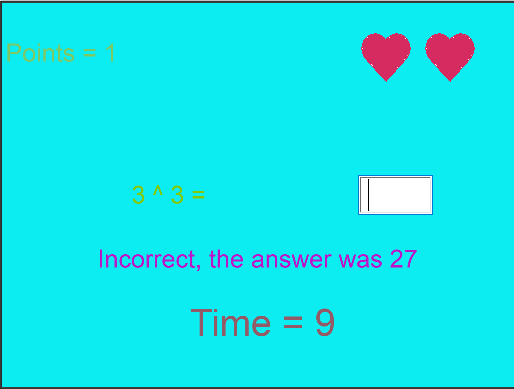 Points = 1
3 ^ 3 =
Incorrect, the answer was 27
Time = 9